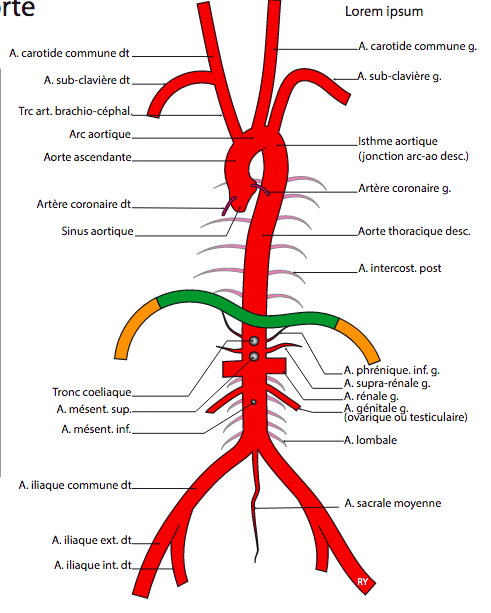 orte
Lorem ipsum
A. carotide commune dt
A. carotide commune g.
A. sub-clavière dt
A. sub-clavière g.
Trc art. brachio-céphal.
Arc aortique
Isthme aortique
(jonction arc-ao desc.)
Aorte ascendante
Artère coronaire g.
Artère coronaire dt
Sinus aortique
Aorte thoracique desc.
A. intercost. post
A. phrénique. inf. g.
A. supra-rénale g.
Tronc coeliaque
A. rénale g.
A. mésent. sup.
A. génitale g.
(ovarique ou testiculaire)
A. mésent. inf.
A. lombale
A. iliaque commune dt
A. sacrale moyenne
A. iliaque ext. dt
A. iliaque int. dt
RY